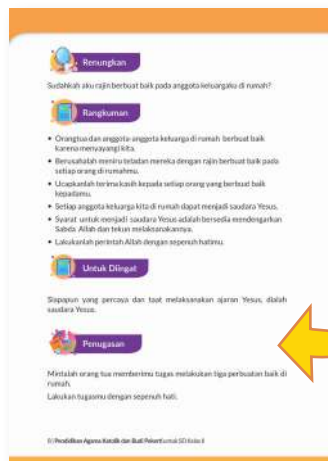 Renungkan
Sudahkah aku rajin berbuat baik pada anggota keluargaku di rumah?
Rangkuman
• Orangtua dan anggota-anggota keluarga di rumah berbuat baik
karena menyayangi kita.
• Berusahalah meniru teladan mereka dengan rajin berbuat baik pada
setiap orang di rumahmu.
• Ucapkanlah terima kasih kepada setiap orang yang berbuat baik
kepadamu.
• Setiap anggota keluarga kita di rumah dapat menjadi saudara Yesus.
• Syarat untuk menjadi saudara Yesus adalah bersedia mendengarkan
Sabda Allah dan tekun melaksanakannya.
• Lakukanlah perintah Allah dengan sepenuh hatimu.
Untuk Diingat
Siapapun yang percaya dan taat melaksanakan ajaran Yesus, dialah
saudara Yesus.
Penugasan
Mintalah orang tua memberimu tugas melakukan tiga perbuatan baik di
rumah.
Lakukan tugasmu dengan sepenuh hati.
Pendidikan Agama Katolik dan Budi Pekerti untuk SD Kelas II